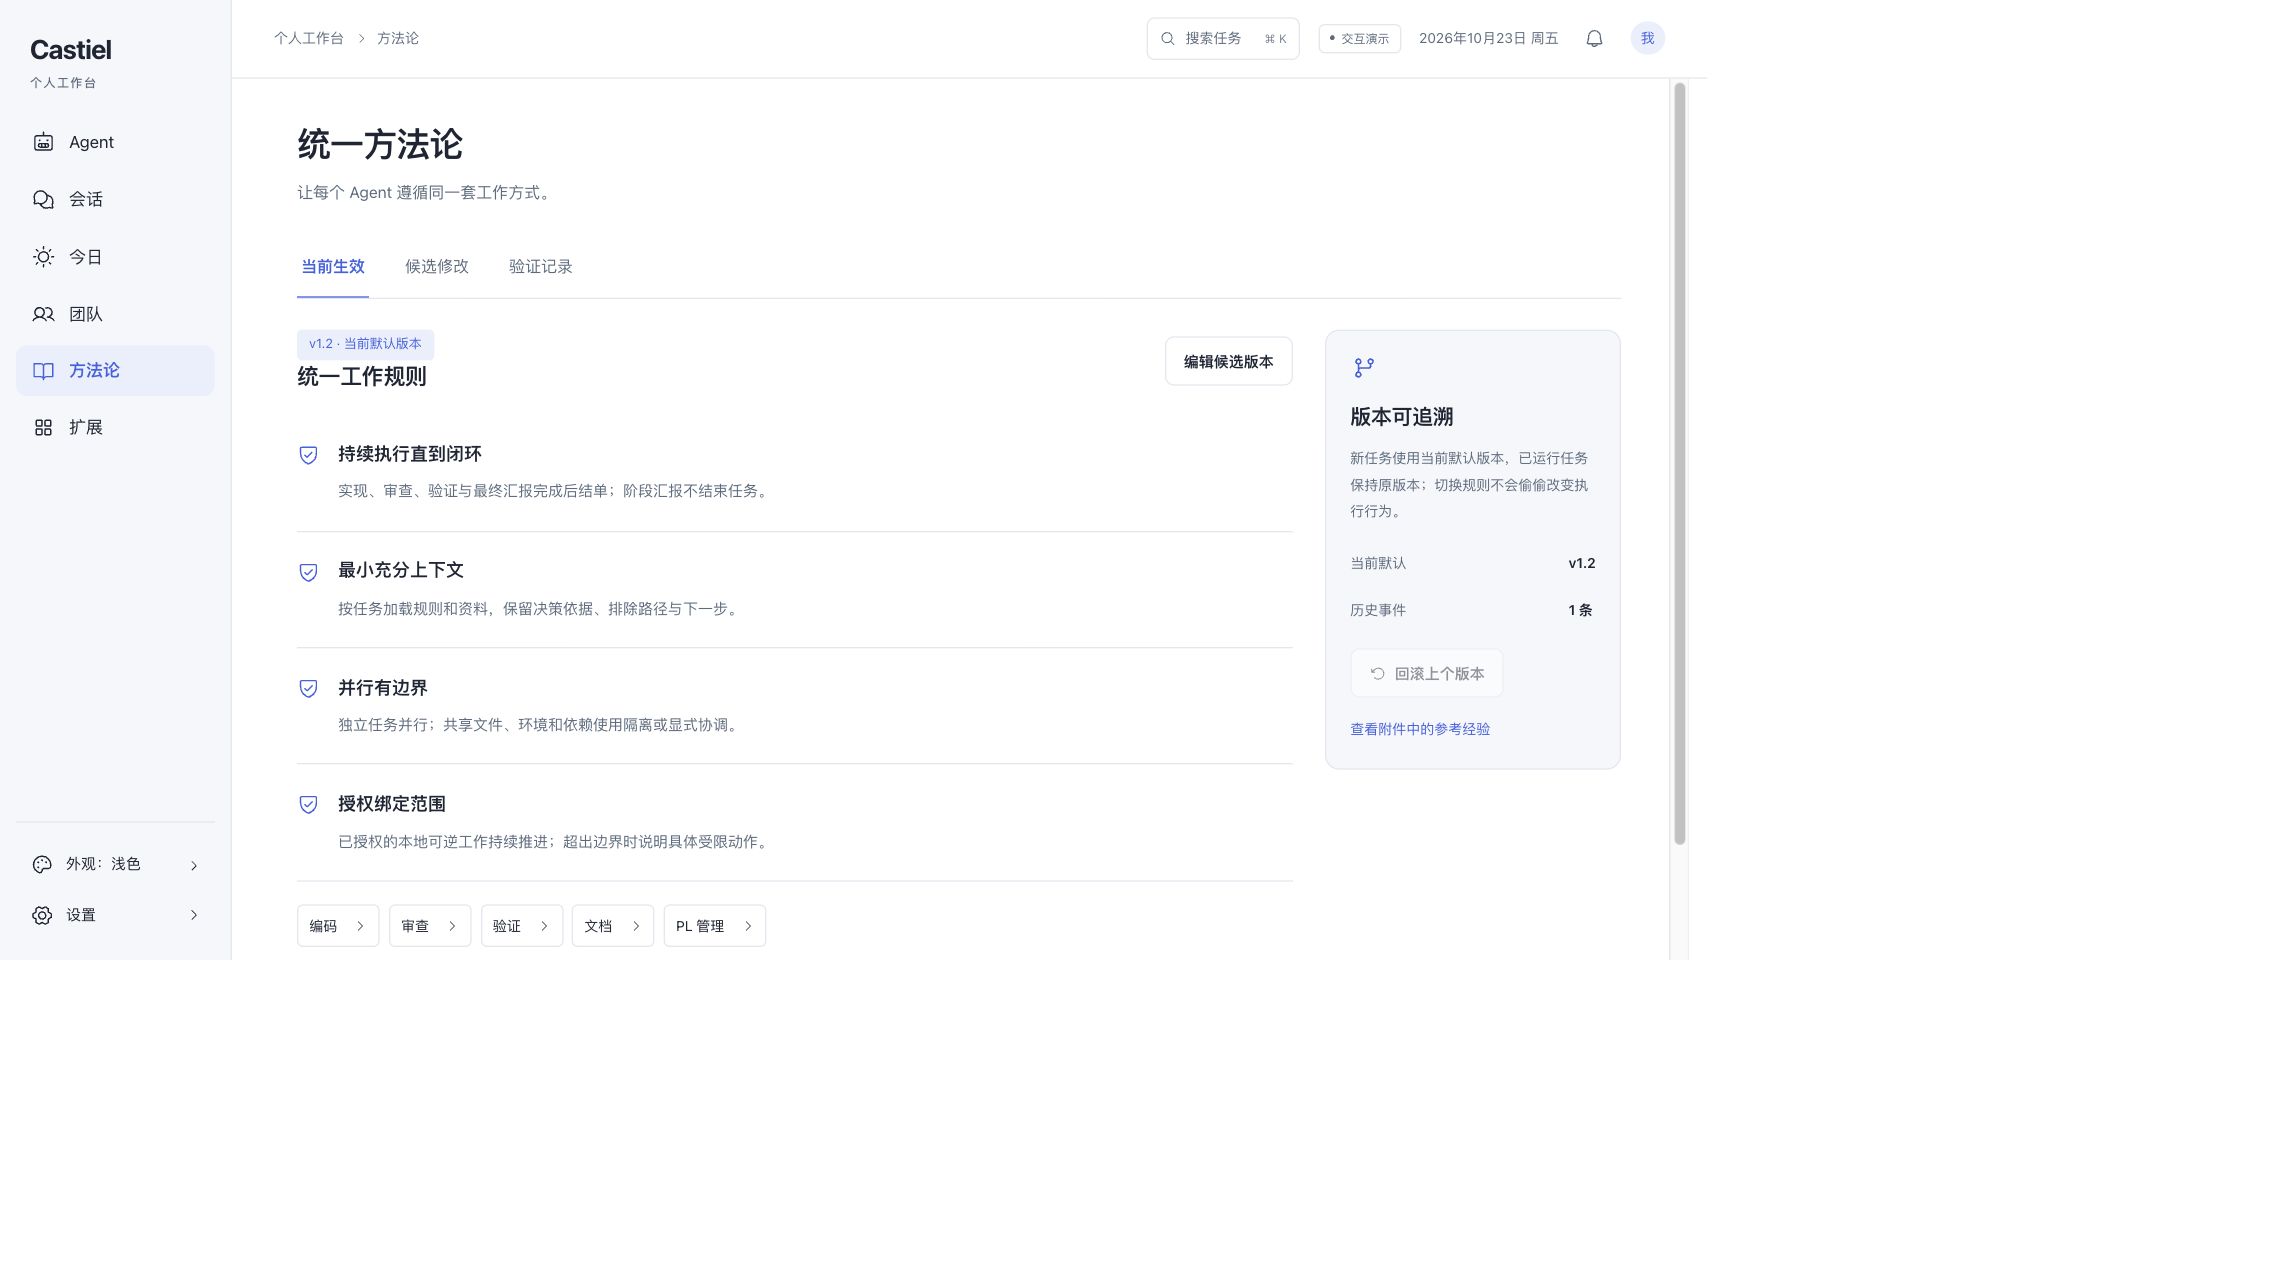 Castiel
个人工作台
Agent
会话
今日
团队
方法论
扩展
外观：浅色
设置
个人工作台 > 方法论
搜索任务 ⌘ K
• 交互演示
2026年10月23日 周五
我
统一方法论
让每个 Agent 遵循同一套工作方式。
当前生效
候选修改
验证记录
v1.2 · 当前默认版本
统一工作规则
编辑候选版本
持续执行直到闭环
实现、审查、验证与最终汇报完成后结单；阶段汇报不结束任务。
最小充分上下文
按任务加载规则和资料，保留决策依据、排除路径与下一步。
并行有边界
独立任务并行；共享文件、环境和依赖使用隔离或显式协调。
授权绑定范围
已授权的本地可逆工作持续推进；超出边界时说明具体受限动作。
编码
审查
验证
文档
PL 管理
版本可追溯
新任务使用当前默认版本，已运行任务
保持原版本；切换规则不会偷偷改变执
行行为。
当前默认 v1.2
历史事件 1 条
回滚上个版本
查看附件中的参考经验